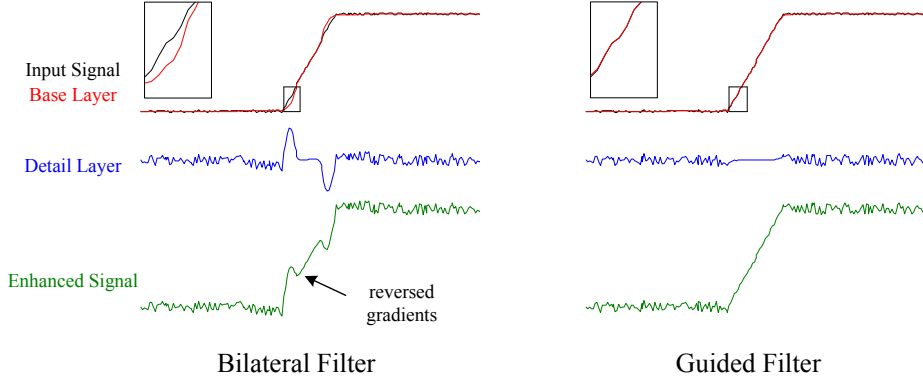 Input Signal
Base Layer
Detail Layer
Enhanced Signal
reversed
gradients
Bilateral Filter
Guided Filter